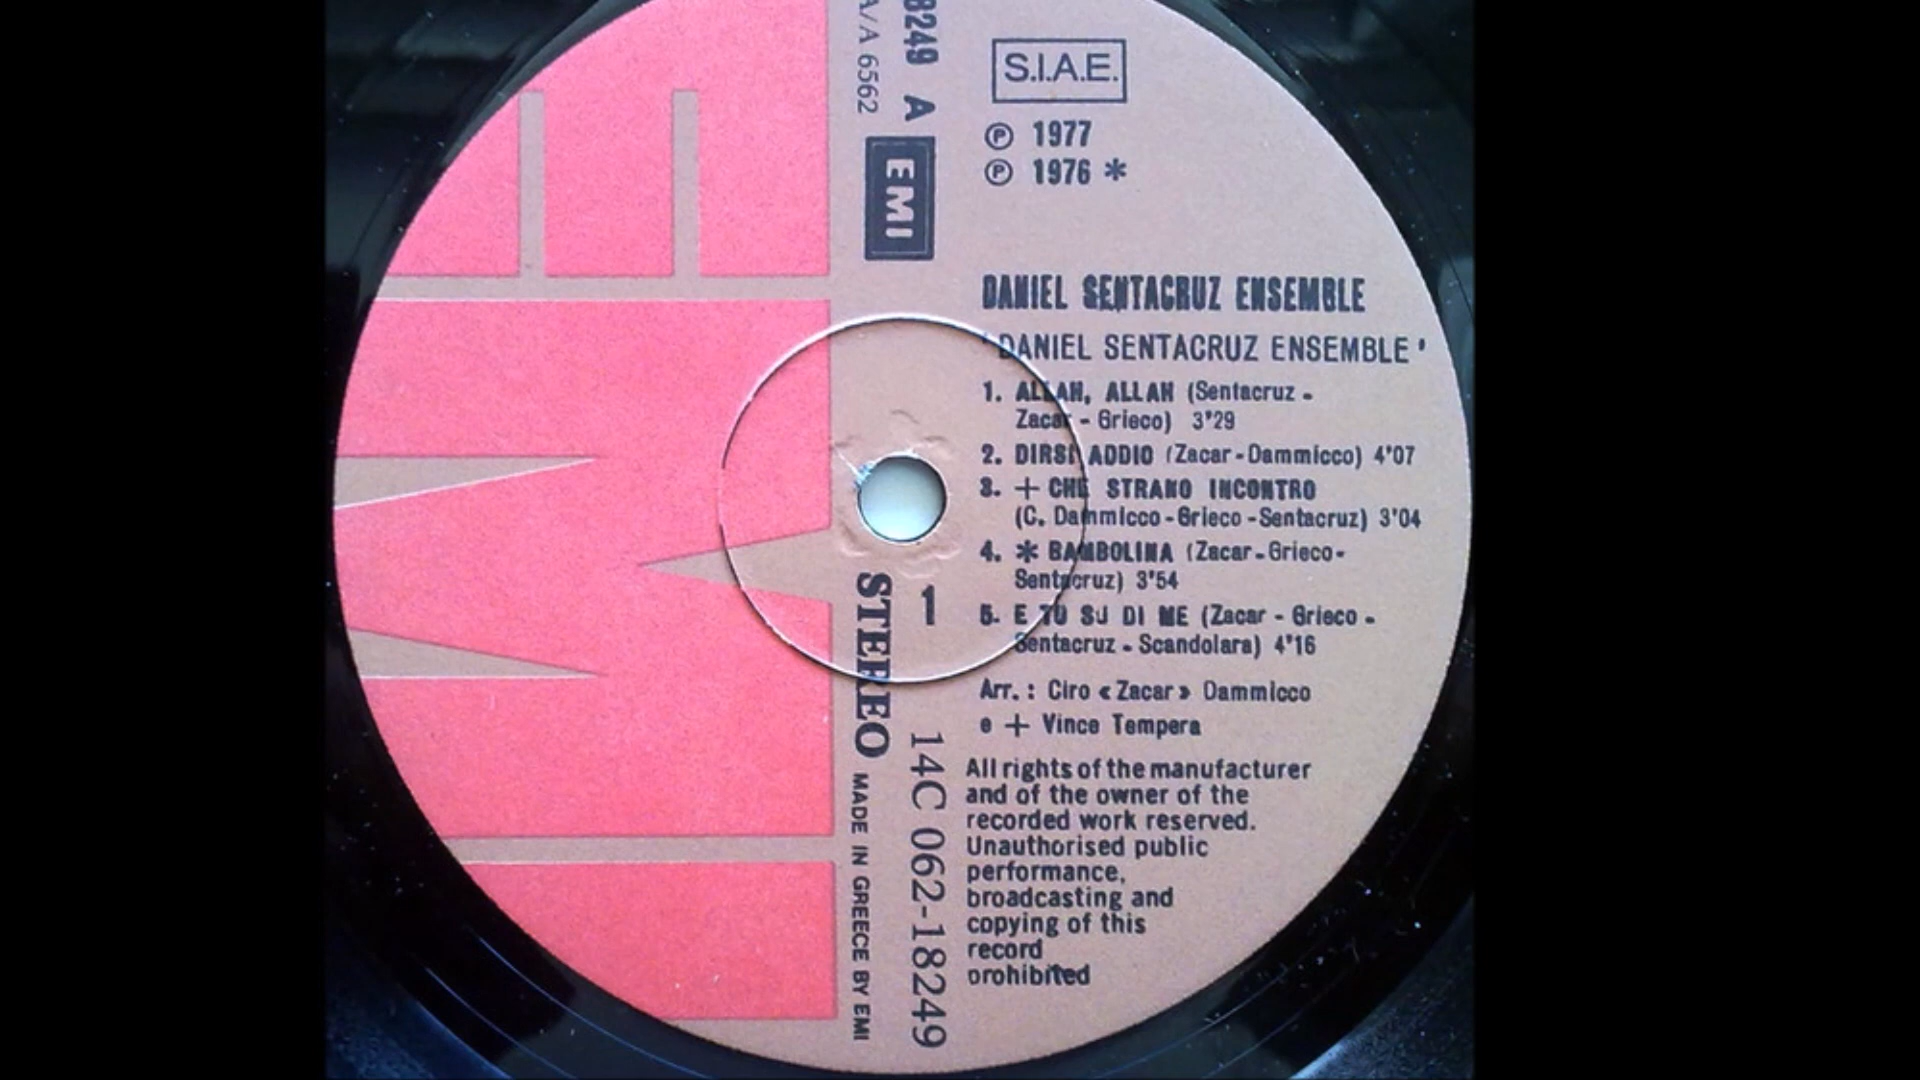 8249 A
A/A 6562
EMI
S.I.A.E.
Ⓟ 1977
Ⓟ 1976 *
DANIEL SENTACRUZ ENSEMBLE
'DANIEL SENTACRUZ ENSEMBLE'
1. ALLAH, ALLAH (Sentacruz -
Zacar - Grieco) 3'29
2. DIRSI ADDIO (Zacar - Dammicco) 4'07
3. + CHE STRANO INCONTRO
(C. Dammicco - Grieco - Sentacruz) 3'04
4. * BAMBOLINA (Zacar - Grieco -
Sentacruz) 3'54
5. E TU SU DI ME (Zacar - Grieco -
Sentacruz - Scandolara) 4'16
Arr. : Ciro « Zacar » Dammicco
e + Vince Tempera
All rights of the manufacturer
and of the owner of the
recorded work reserved.
Unauthorised public
performance,
broadcasting and
copying of this
record
prohibited
1
STEREO
14C 062-18249
MADE IN GREECE BY EMI